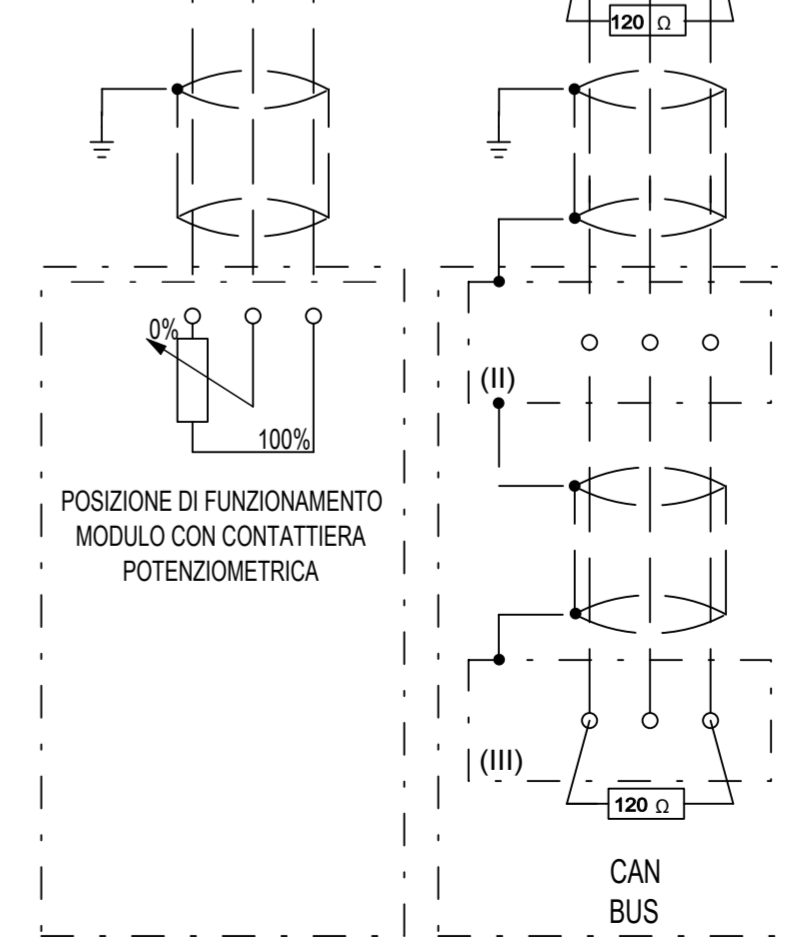 120 Ω
0%
100%
POSIZIONE DI FUNZIONAMENTO
MODULO CON CONTATTIERA
POTENZIOMETRICA
(II)
(III)
120 Ω
CAN
BUS